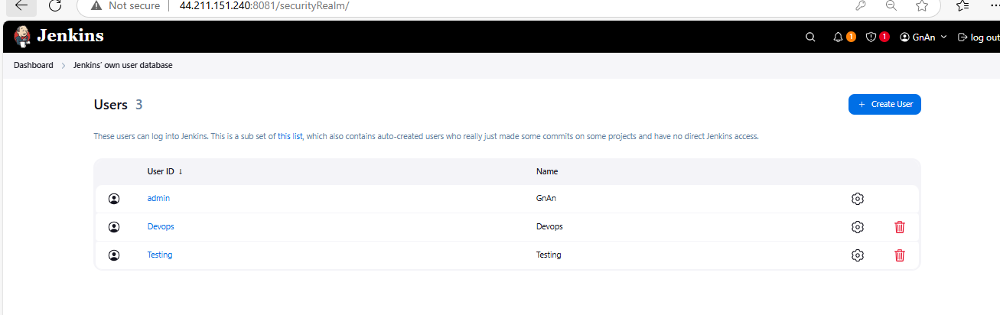 Not secure 44.211.151.240:8081/securityRealm/
Jenkins 1 1 GnAn log out
Dashboard > Jenkins' own user database
Users 3 + Create User
These users can log into Jenkins. This is a sub set of this list, which also contains auto-created users who really just made some commits on some projects and have no direct Jenkins access.
User ID ↓ Name
admin GnAn
Devops Devops
Testing Testing